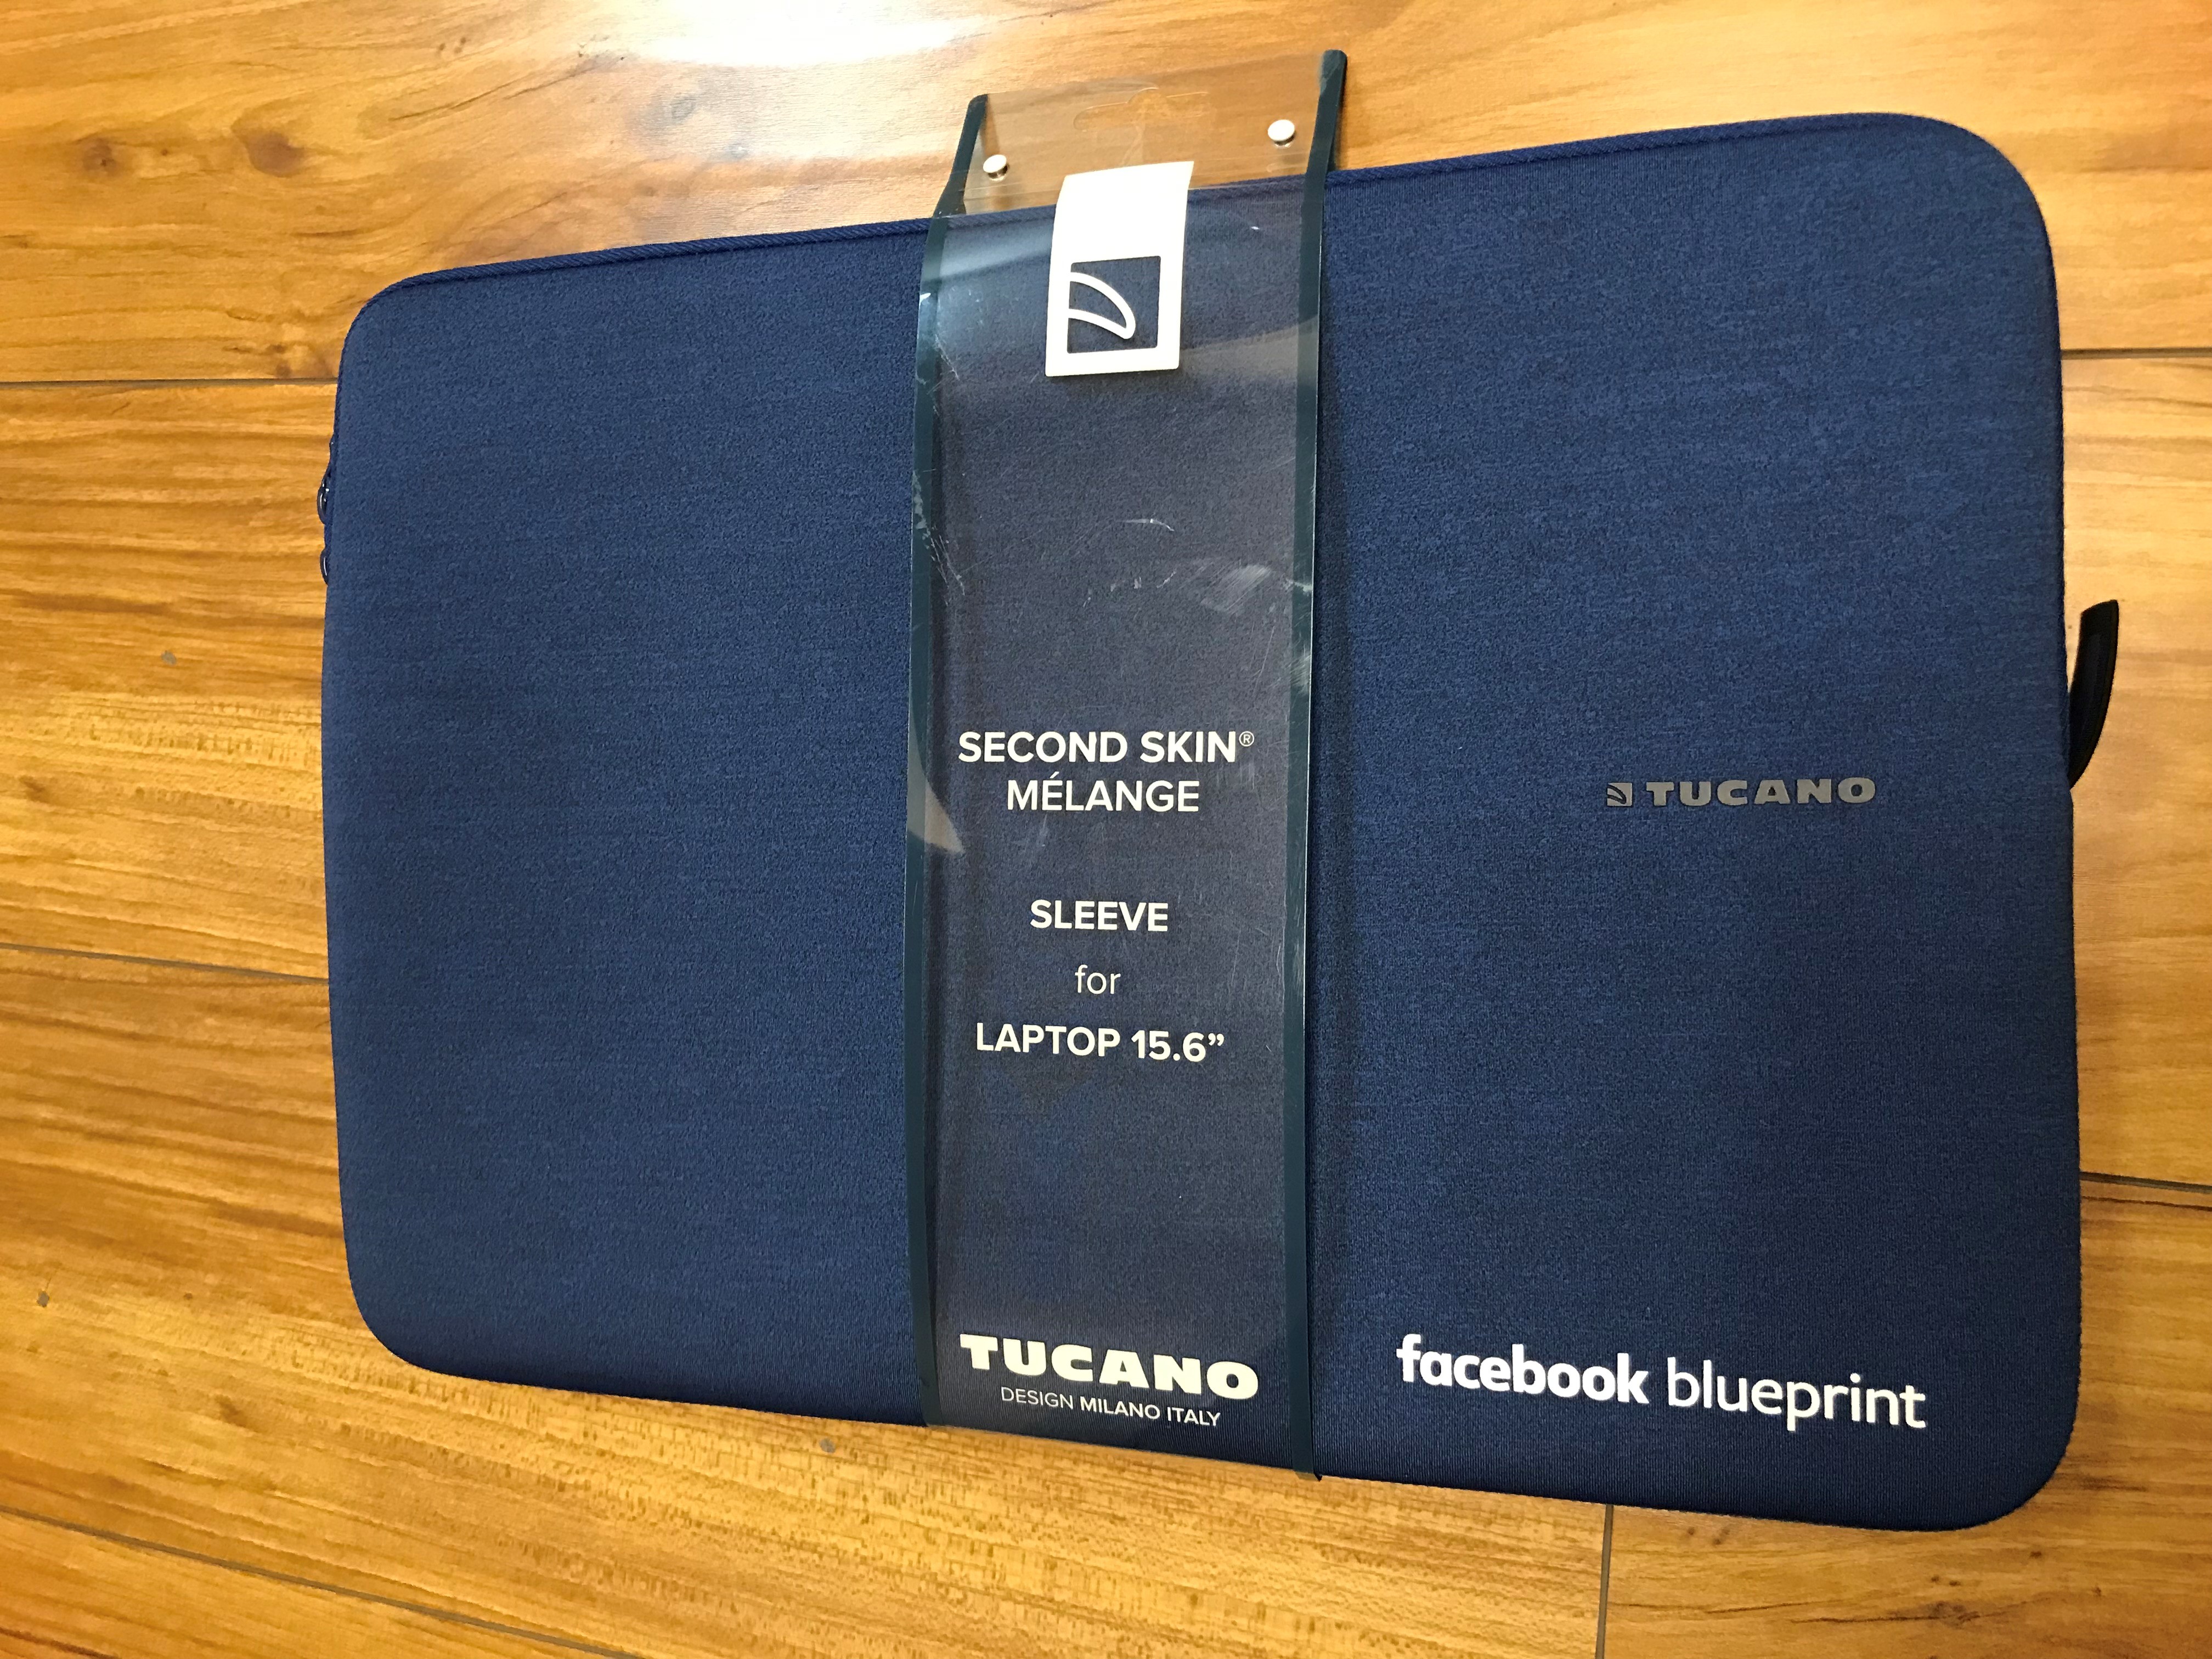 SECOND SKIN®
MÉLANGE
SLEEVE
for
LAPTOP 15.6”
TUCANO
DESIGN MILANO ITALY
TUCANO
facebook blueprint